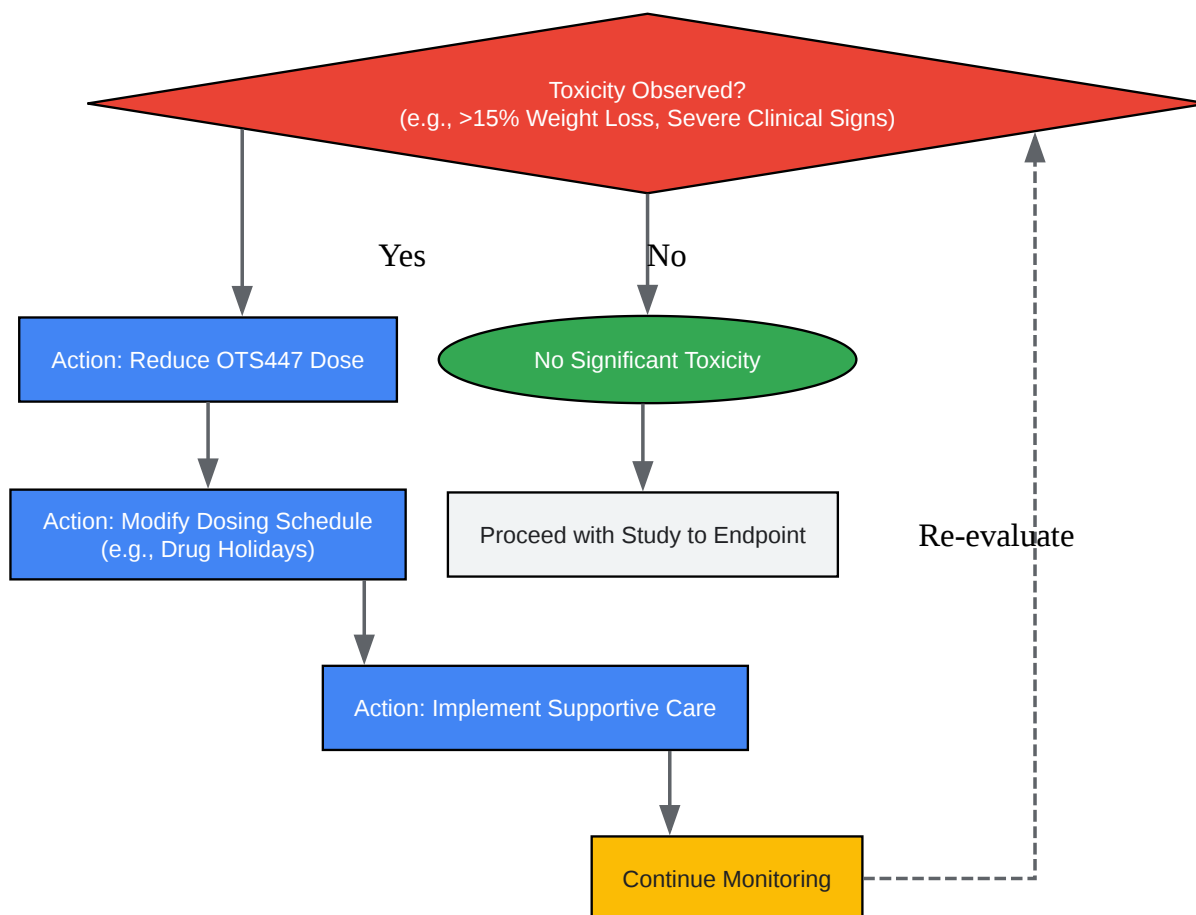 Toxicity Observed?
(e.g., >15% Weight Loss, Severe Clinical Signs)
Yes
No
Action: Reduce OTS447 Dose
No Significant Toxicity
Action: Modify Dosing Schedule
(e.g., Drug Holidays)
Proceed with Study to Endpoint
Re-evaluate
Action: Implement Supportive Care
Continue Monitoring